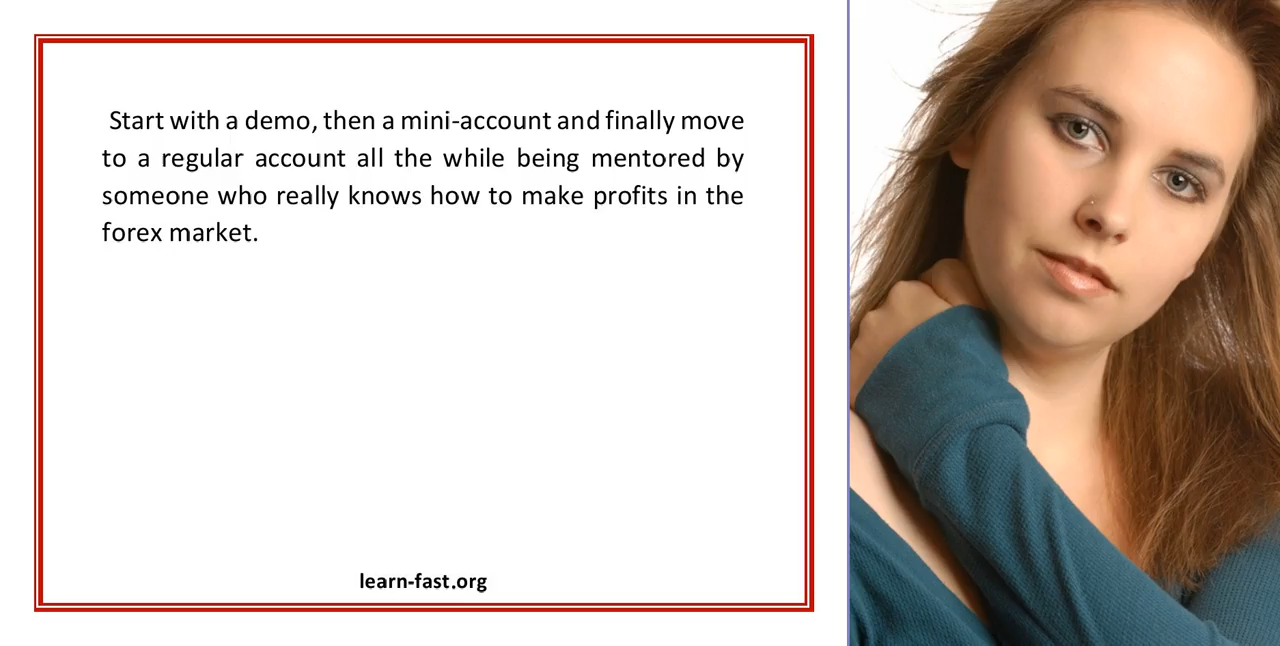 Start with a demo, then a mini-account and finally move
to a regular account all the while being mentored by
someone who really knows how to make profits in the
forex market.
learn-fast.org